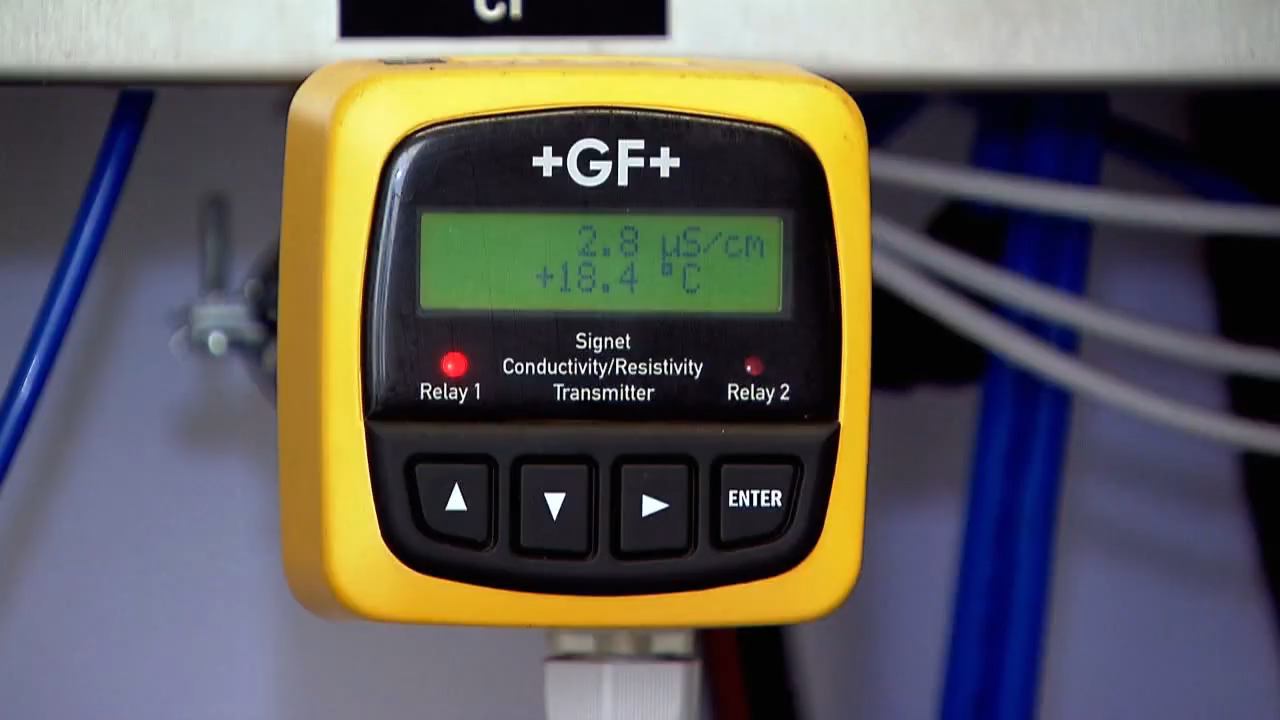 +GF+
2.8 µS/cm
+18.4 °C
Signet
Conductivity/Resistivity
Transmitter
Relay 1
Relay 2
ENTER